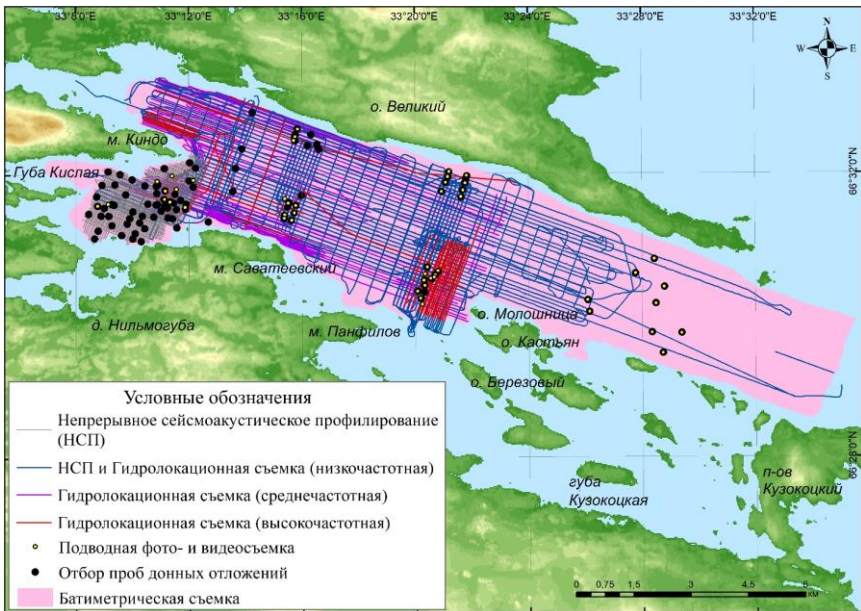 33°8'0"E 33°12'0"E 33°16'0"E 33°20'0"E 33°24'0"E 33°28'0"E 33°32'0"E
N
W E
S
о. Великий
м. Киндо
Губа Кислая
66°32'0"N
м. Саватеевский
д. Нильмогуба
о. Молошница
м. Панфилов
о. Кастьян
о. Березовый
66°28'0"N
п-ов
Кузокоцкий
губа
Кузокоцкая
Условные обозначения
Непрерывное сейсмоакустическое профилирование
(НСП)
НСП и Гидролокационная съемка (низкочастотная)
Гидролокационная съемка (среднечастотная)
Гидролокационная съемка (высокочастотная)
Подводная фото- и видеосъемка
Отбор проб донных отложений
Батиметрическая съемка
0 0,75 1,5 3 4,5 6
км